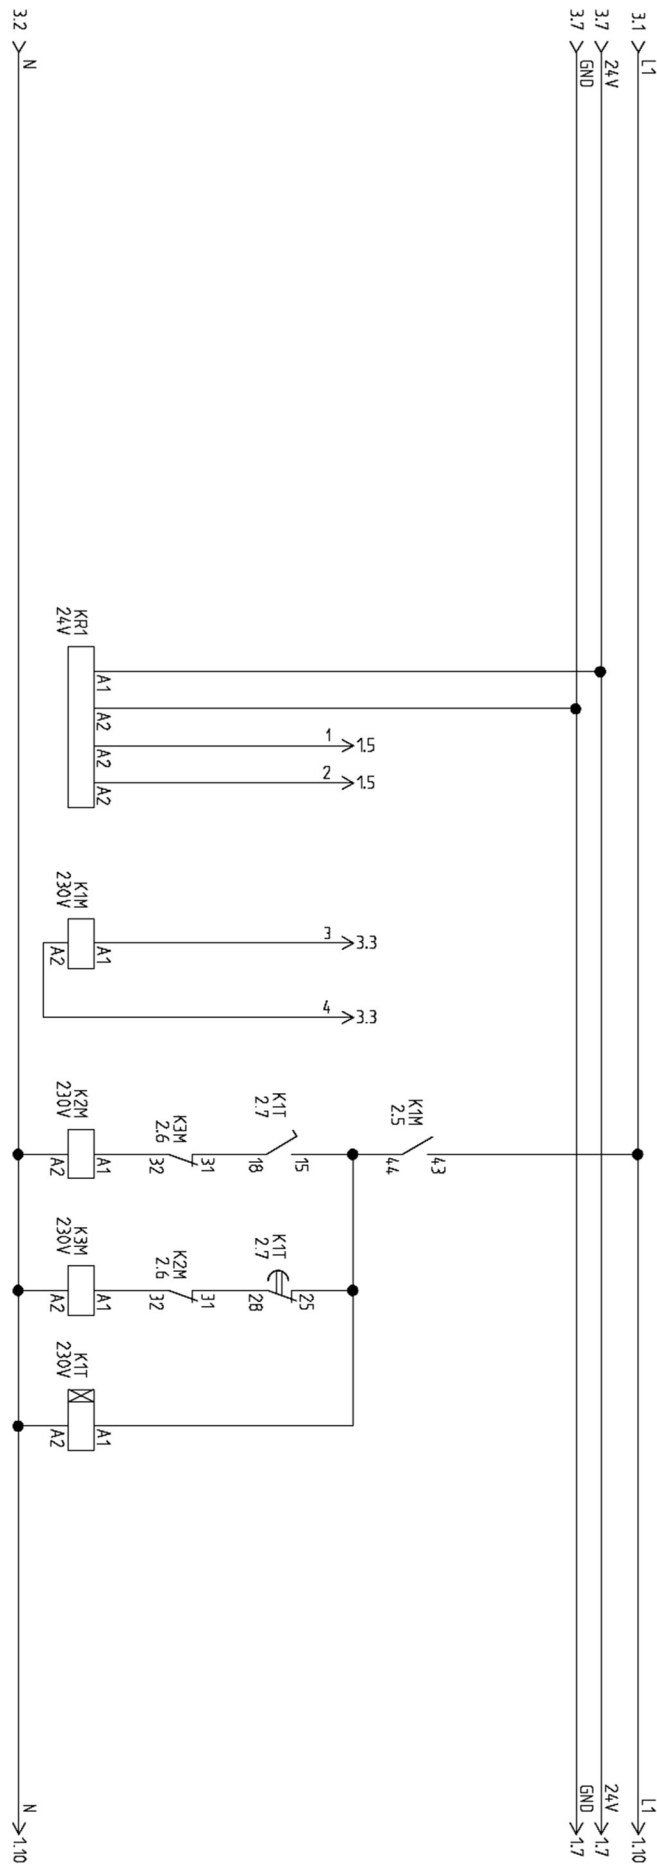 3.1 L1 L1 1.10
3.7 24V 24V 1.7
3.7 GND GND 1.7
43
K1M
2.5
44
1.5 1.5 3.3 3.3
1 2 3 4
15
K1T
2.7
18
25
K1T
2.7
28
31
K3M
2.6
32
31
K2M
2.6
32
KR1
24V
A1 A2 A2 A2
K1M
230V
A1
A2
K2M
230V
A1
A2
K3M
230V
A1
A2
K1T
230V
A1
A2
3.2 N N 1.10